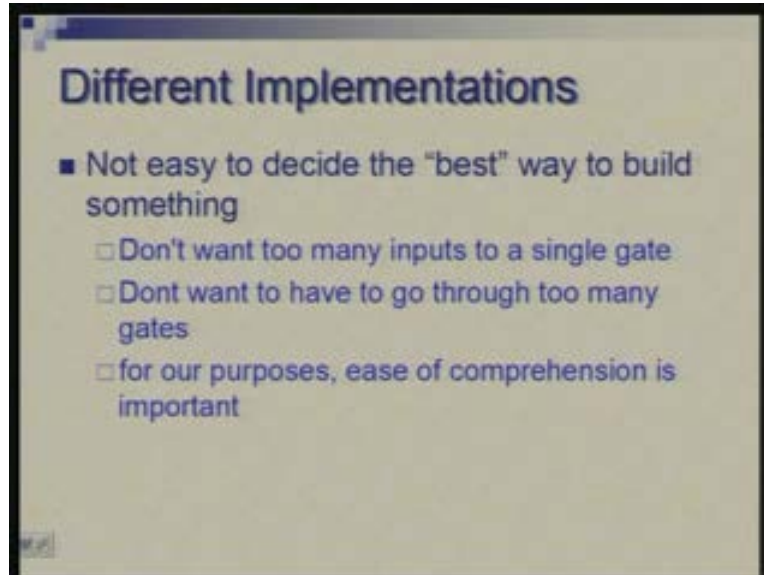 Different Implementations
■ Not easy to decide the “best” way to build
something
□ Don't want too many inputs to a single gate
□ Dont want to have to go through too many
gates
□ for our purposes, ease of comprehension is
important